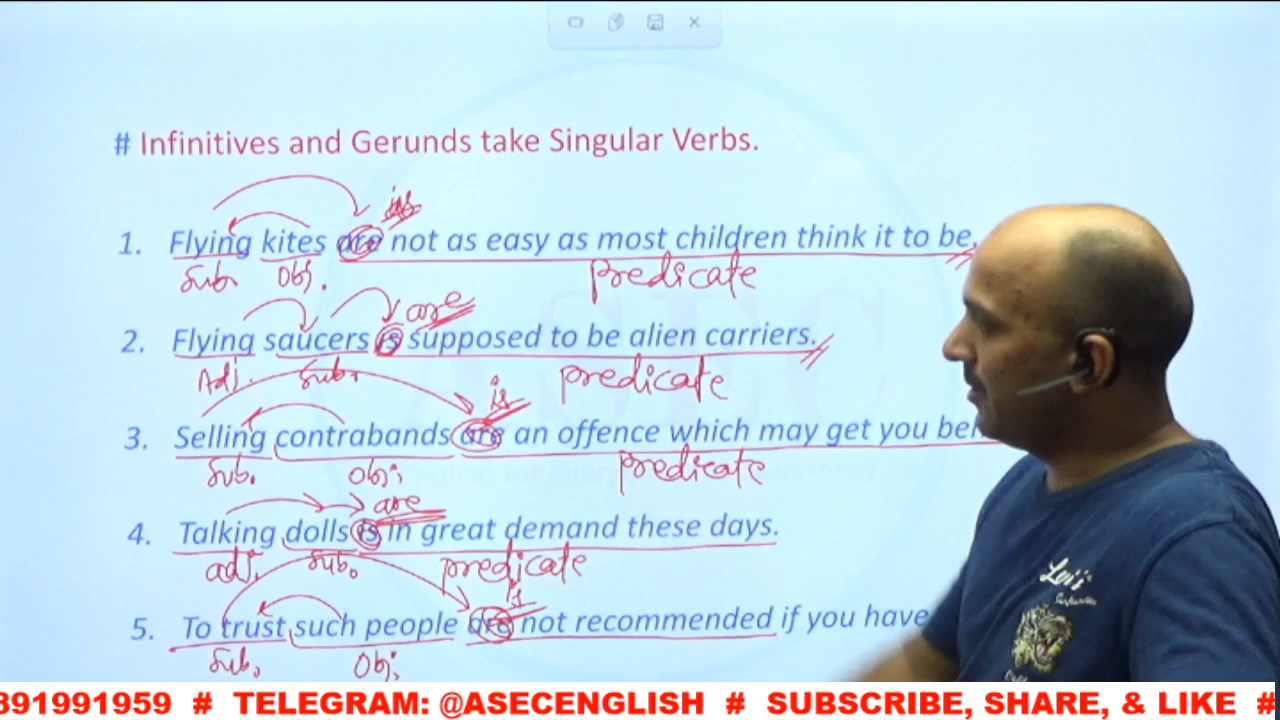 # Infinitives and Gerunds take Singular Verbs.
is
1. Flying kites are not as easy as most children think it to be.
Sub. Obj. predicate
are
2. Flying saucers is supposed to be alien carriers.
Adj. Sub. predicate
is
3. Selling contrabands are an offence which may get you
Sub. Obj. predicate
are
4. Talking dolls is in great demand these days.
adj. Sub. predicate
is
5. To trust such people are not recommended if you have
Sub. Obj.
Levi's
391991959 # TELEGRAM: @ASECENGLISH # SUBSCRIBE, SHARE, & LIKE #